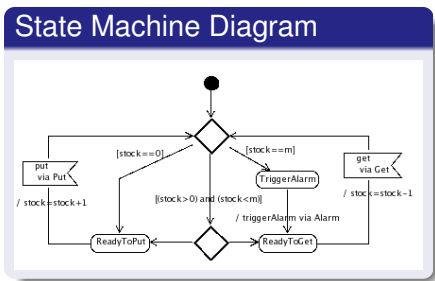 State Machine Diagram
[stock==0]
[stock==m]
put
via Put
get
via Get
TriggerAlarm
/ stock=stock+1
[(stock>0) and (stock<m)]
/ stock=stock-1
/ triggerAlarm via Alarm
ReadyToPut
ReadyToGet